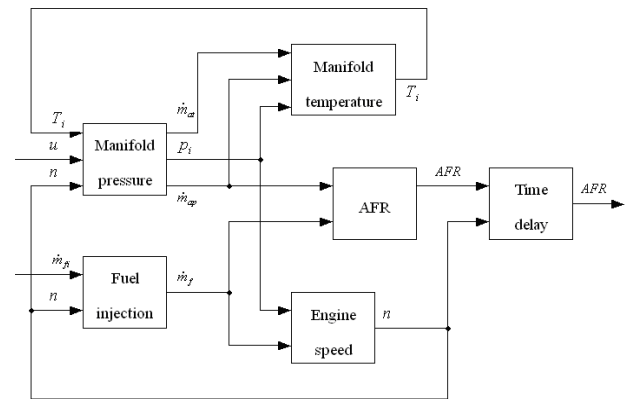 Manifold
temperature
ṁ_at
T_i
T_i
u
n
Manifold
pressure
p_i
ṁ_ap
AFR
AFR
Time
delay
AFR
ṁ_fi
n
Fuel
injection
ṁ_f
Engine
speed
n